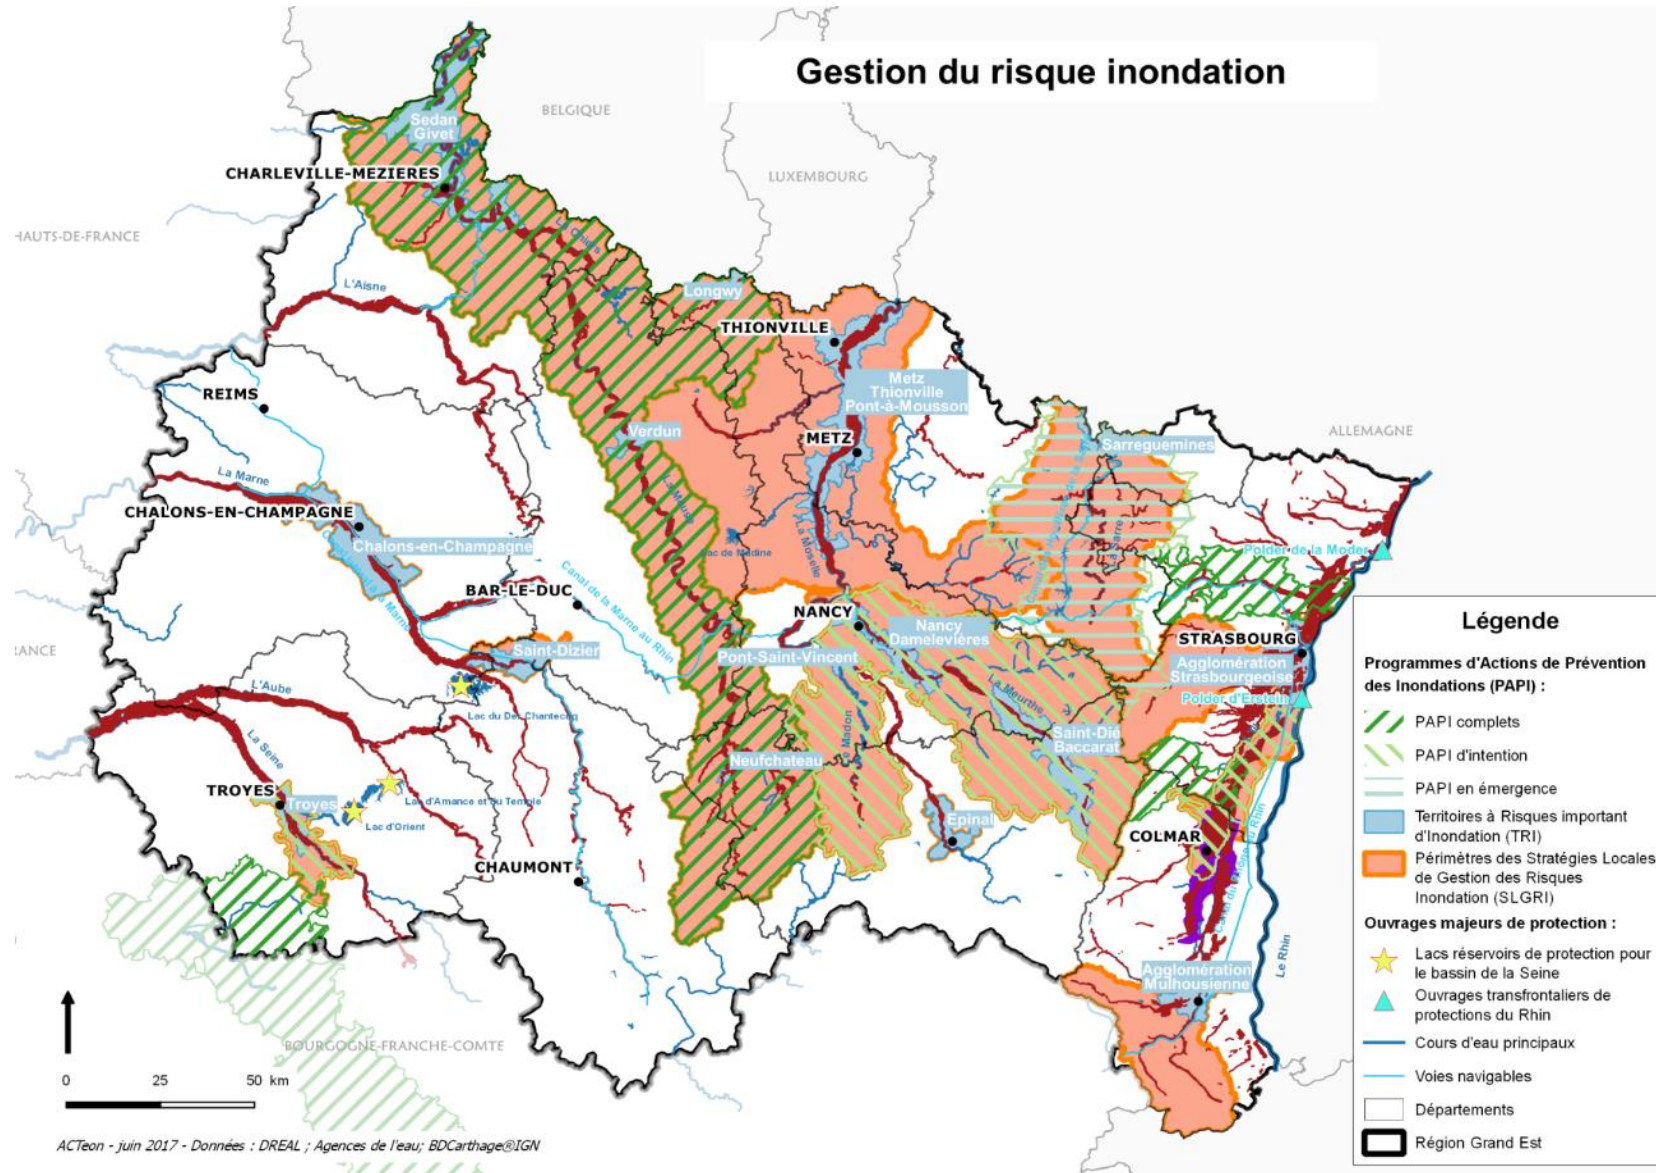 Gestion du risque inondation
BELGIQUE
LUXEMBOURG
ALLEMAGNE
HAUTS-DE-FRANCE
RANCE
BOURGOGNE-FRANCHE-COMTE
Sedan
Givet
CHARLEVILLE-MEZIERES
La Chiers
L'Aisne
Longwy
THIONVILLE
REIMS
Metz
Thionville
Pont-à-Mousson
Verdun
METZ
Sarreguemines
La Marne
La Meuse
CHALONS-EN-CHAMPAGNE
Chalons-en-Champagne
Lac de Madine
La Moselle
La Sarre
Polder de la Moder
BAR-LE-DUC
Canal de la Marne au Rhin
NANCY
Nancy
Damelevières
STRASBOURG
Saint-Dizier
Pont-Saint-Vincent
Agglomération
Strasbourgeoise
L'Aube
La Meurthe
Polder d'Erstein
Lac du Der Chantecoq
La Seine
Le Madon
Saint-Dié
Baccarat
Neufchateau
TROYES
Troyes
Lac d'Amance et du Temple
Lac d'Orient
Epinal
COLMAR
CHAUMONT
Le Rhin
Agglomération
Mulhousienne
Légende
Programmes d'Actions de Prévention
des Inondations (PAPI) :
PAPI complets
PAPI d'intention
PAPI en émergence
Territoires à Risques important
d'Inondation (TRI)
Périmètres des Stratégies Locales
de Gestion des Risques
Inondation (SLGRI)
Ouvrages majeurs de protection :
Lacs réservoirs de protection pour
le bassin de la Seine
Ouvrages transfrontaliers de
protections du Rhin
Cours d'eau principaux
Voies navigables
Départements
Région Grand Est
0 25 50 km
ACTeon - juin 2017 - Données : DREAL ; Agences de l'eau; BDCarthage®IGN